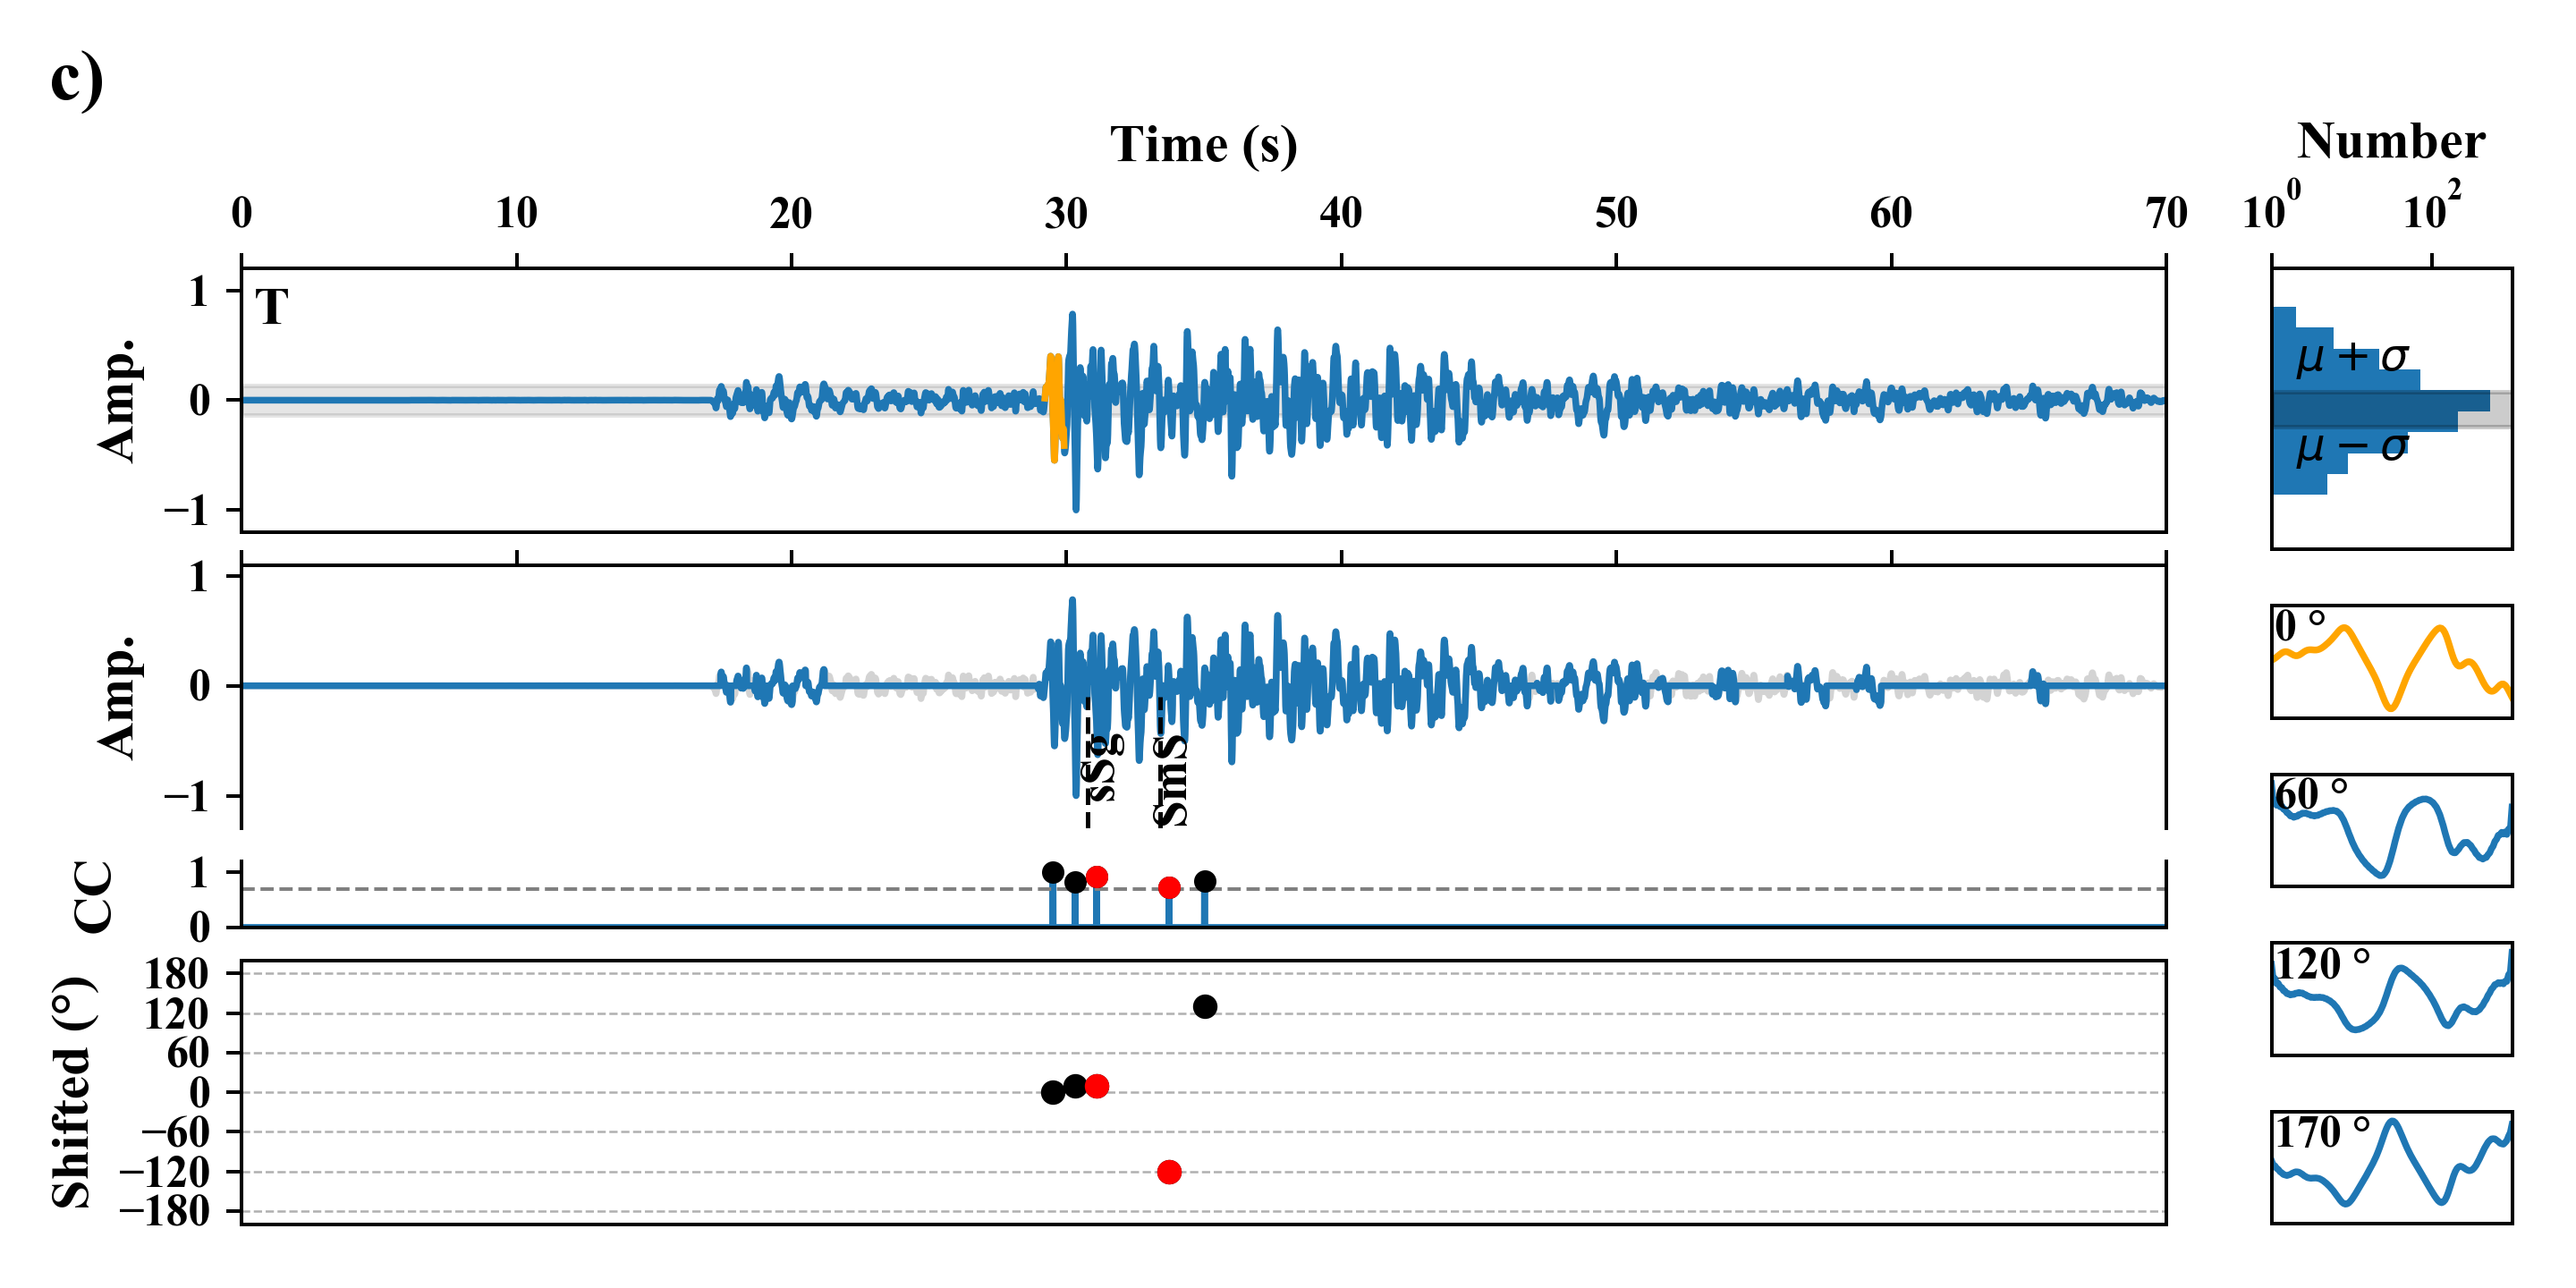 c)
Time (s)
Number
0 10 20 30 40 50 60 70
10^0 10^2
T
Amp.
1
0
−1
μ + σ
μ − σ
Amp.
1
0
−1
sSg
SmS
0 °
60 °
CC
1
0
120 °
Shifted (°)
180
120
60
0
−60
−120
−180
170 °